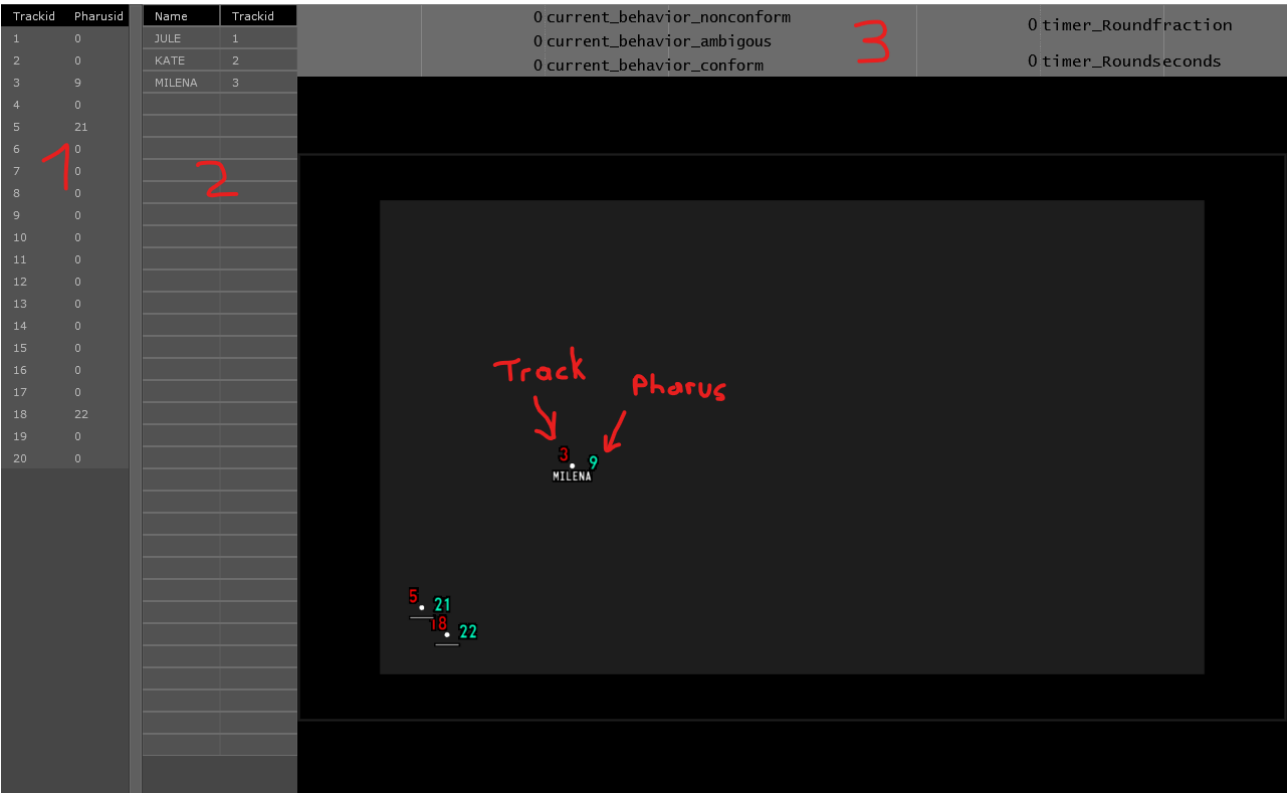 Trackid Pharusid
1 0
2 0
3 9
4 0
5 21
6 0
7 0
8 0
9 0
10 0
11 0
12 0
13 0
14 0
15 0
16 0
17 0
18 22
19 0
20 0
1
Name Trackid
JULE 1
KATE 2
MILENA 3
2
0 current_behavior_nonconform
0 current_behavior_ambigous
0 current_behavior_conform
3
0 timer_Roundfraction
0 timer_Roundseconds
Track
Pharus
3 9
MILENA
5 21
18 22